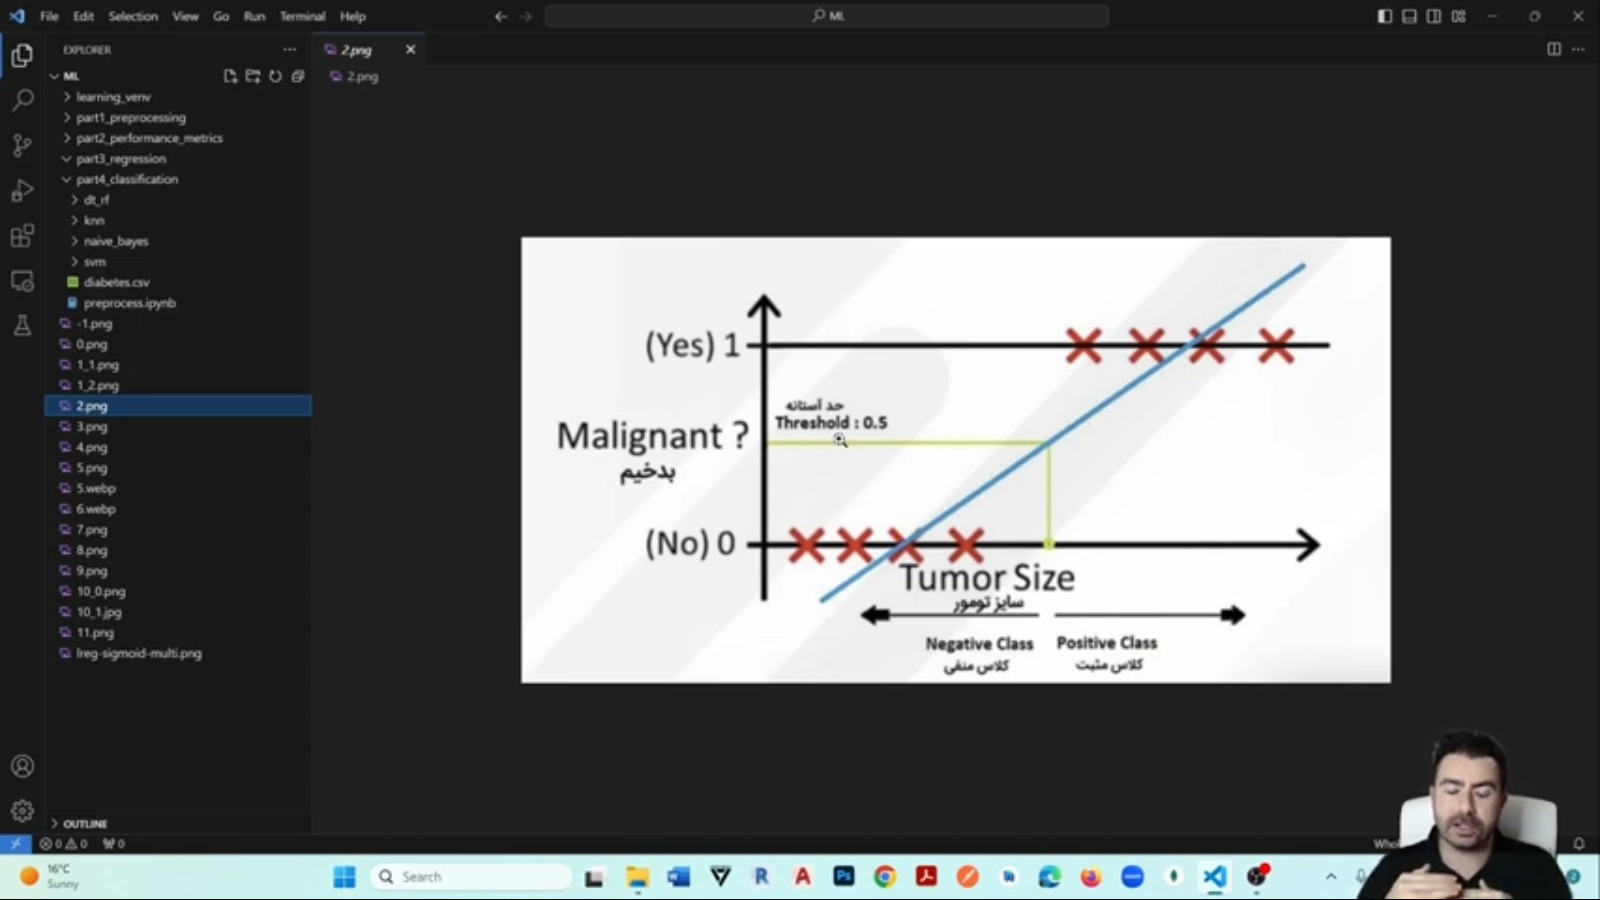 File Edit Selection View Go Run Terminal Help
ML
EXPLORER
2.png
ML
2.png
learning_venv
part1_preprocessing
part2_performance_metrics
part3_regression
part4_classification
dt_rf
knn
naive_bayes
svm
diabetes.csv
preprocess.ipynb
-1.png
0.png
1_1.png
1_2.png
2.png
3.png
4.png
5.png
5.webp
6.webp
7.png
8.png
9.png
10_0.png
10_1.jpg
11.png
lreg-sigmoid-multi.png
OUTLINE
(Yes) 1
حد آستانه
Threshold : 0.5
Malignant ?
بدخیم
(No) 0
Tumor Size
سایز تومور
Negative Class Positive Class
کلاس منفی کلاس مثبت
0 0 0
16°C
Sunny
Search